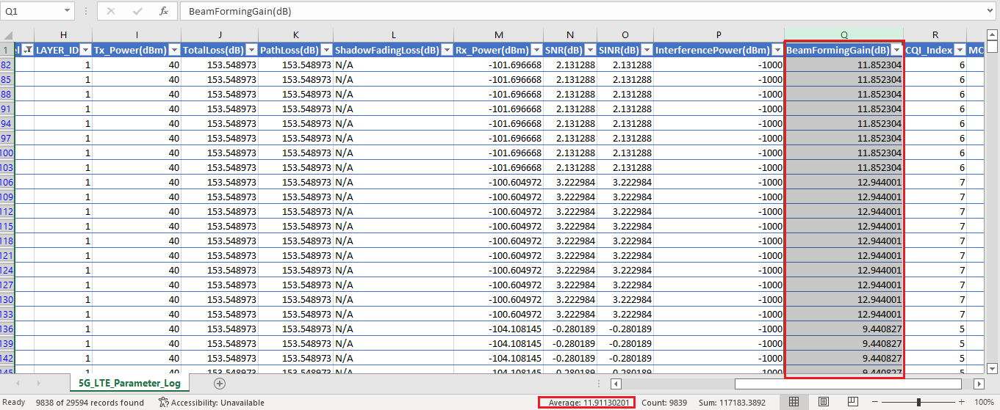 Q1 BeamFormingGain(dB)
H I J K L M N O P Q R
1 el LAYER_ID Tx_Power(dBm) TotalLoss(dB) PathLoss(dB) ShadowFadingLoss(dB) Rx_Power(dBm) SNR(dB) SINR(dB) InterferencePower(dBm) BeamFormingGain(dB) CQI_Index MC
82 1 40 153.548973 153.548973 N/A -101.696668 2.131288 2.131288 -1000 11.852304 6
85 1 40 153.548973 153.548973 N/A -101.696668 2.131288 2.131288 -1000 11.852304 6
88 1 40 153.548973 153.548973 N/A -101.696668 2.131288 2.131288 -1000 11.852304 6
91 1 40 153.548973 153.548973 N/A -101.696668 2.131288 2.131288 -1000 11.852304 6
94 1 40 153.548973 153.548973 N/A -101.696668 2.131288 2.131288 -1000 11.852304 6
97 1 40 153.548973 153.548973 N/A -101.696668 2.131288 2.131288 -1000 11.852304 6
100 1 40 153.548973 153.548973 N/A -101.696668 2.131288 2.131288 -1000 11.852304 6
103 1 40 153.548973 153.548973 N/A -101.696668 2.131288 2.131288 -1000 11.852304 6
106 1 40 153.548973 153.548973 N/A -100.604972 3.222984 3.222984 -1000 12.944001 7
109 1 40 153.548973 153.548973 N/A -100.604972 3.222984 3.222984 -1000 12.944001 7
112 1 40 153.548973 153.548973 N/A -100.604972 3.222984 3.222984 -1000 12.944001 7
115 1 40 153.548973 153.548973 N/A -100.604972 3.222984 3.222984 -1000 12.944001 7
118 1 40 153.548973 153.548973 N/A -100.604972 3.222984 3.222984 -1000 12.944001 7
121 1 40 153.548973 153.548973 N/A -100.604972 3.222984 3.222984 -1000 12.944001 7
124 1 40 153.548973 153.548973 N/A -100.604972 3.222984 3.222984 -1000 12.944001 7
127 1 40 153.548973 153.548973 N/A -100.604972 3.222984 3.222984 -1000 12.944001 7
130 1 40 153.548973 153.548973 N/A -100.604972 3.222984 3.222984 -1000 12.944001 7
133 1 40 153.548973 153.548973 N/A -100.604972 3.222984 3.222984 -1000 12.944001 7
136 1 40 153.548973 153.548973 N/A -104.108145 -0.280189 -0.280189 -1000 9.440827 5
139 1 40 153.548973 153.548973 N/A -104.108145 -0.280189 -0.280189 -1000 9.440827 5
142 1 40 153.548973 153.548973 N/A -104.108145 -0.280189 -0.280189 -1000 9.440827 5
145 1 40 153.548973 153.548973 N/A -104.108145 -0.280189 -0.280189 -1000 9.440827 5
5G_LTE_Parameter_Log
Ready 9838 of 29594 records found Accessibility: Unavailable Average: 11.91130201 Count: 9839 Sum: 117183.3892 100%